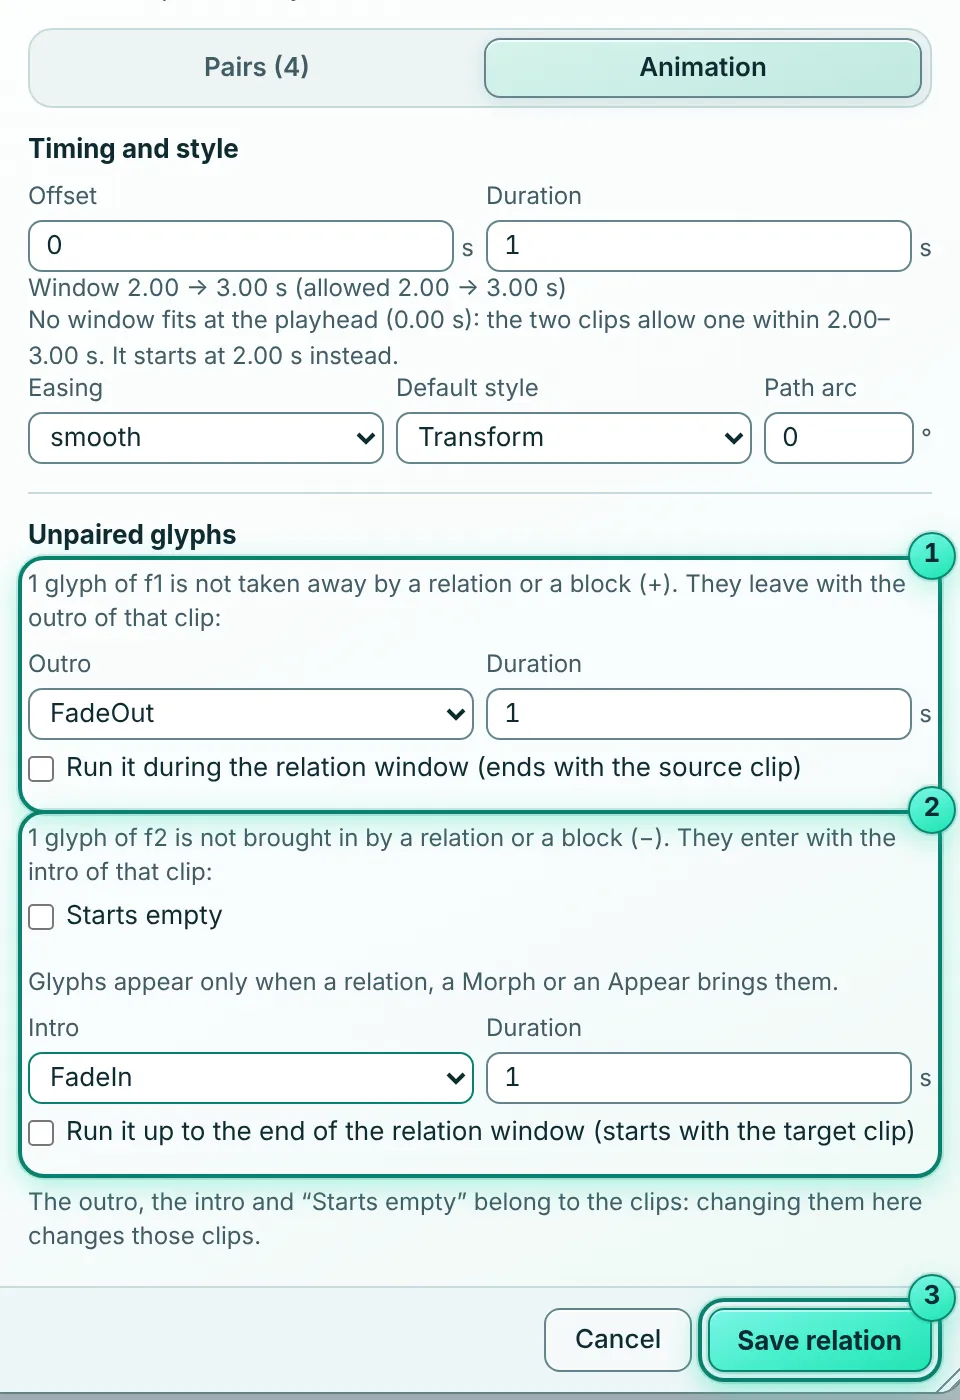 Pairs (4)
Animation
Timing and style
Offset
Duration
0
s
1
s
Window 2.00 → 3.00 s (allowed 2.00 → 3.00 s)
No window fits at the playhead (0.00 s): the two clips allow one within 2.00–
3.00 s. It starts at 2.00 s instead.
Easing
Default style
Path arc
smooth
Transform
0
°
Unpaired glyphs
1
1 glyph of f1 is not taken away by a relation or a block (+). They leave with the
outro of that clip:
Outro
Duration
FadeOut
1
s
Run it during the relation window (ends with the source clip)
2
1 glyph of f2 is not brought in by a relation or a block (−). They enter with the
intro of that clip:
Starts empty
Glyphs appear only when a relation, a Morph or an Appear brings them.
Intro
Duration
FadeIn
1
s
Run it up to the end of the relation window (starts with the target clip)
The outro, the intro and “Starts empty” belong to the clips: changing them here
changes those clips.
3
Cancel
Save relation